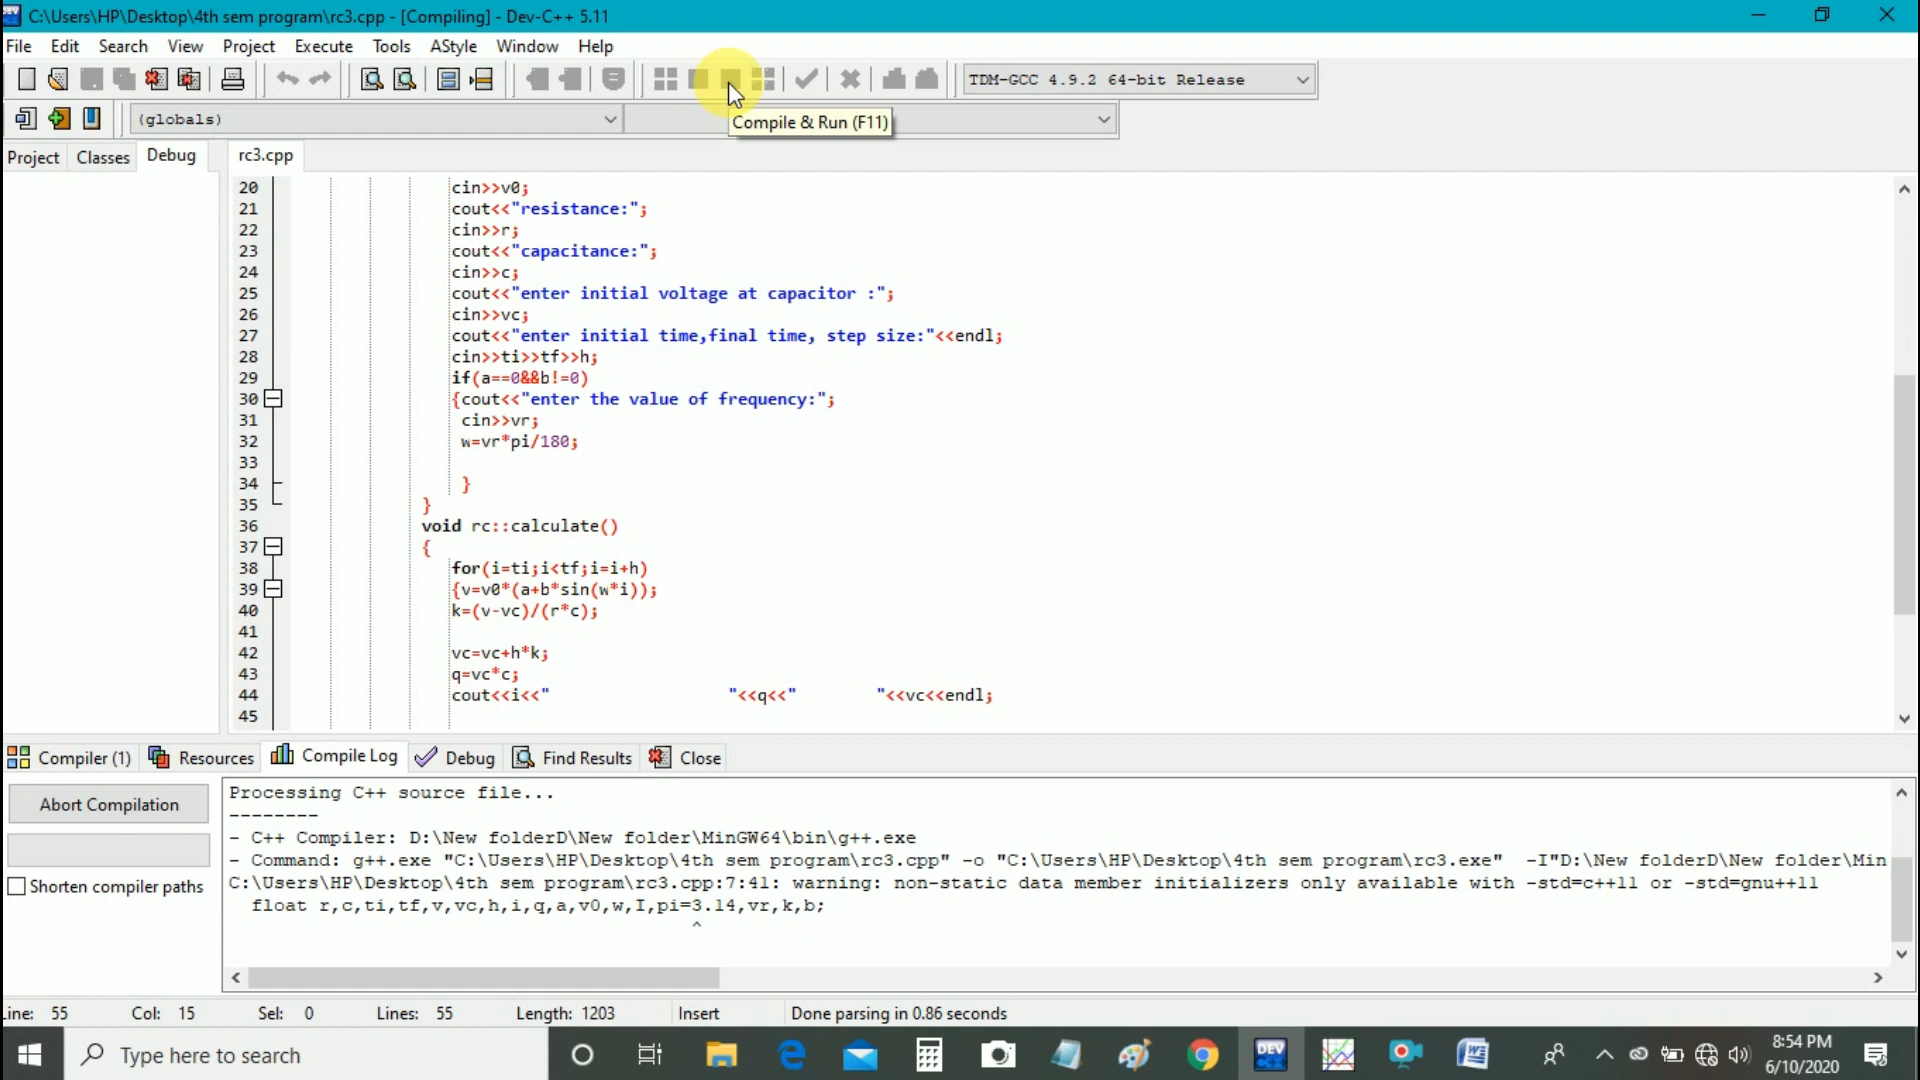 C:\Users\HP\Desktop\4th sem program\rc3.cpp - [Compiling] - Dev-C++ 5.11
File Edit Search View Project Execute Tools AStyle Window Help
TDM-GCC 4.9.2 64-bit Release
(globals)
Compile & Run (F11)
Project Classes Debug rc3.cpp
20 cin>>v0;
21 cout<<"resistance:";
22 cin>>r;
23 cout<<"capacitance:";
24 cin>>c;
25 cout<<"enter initial voltage at capacitor :";
26 cin>>vc;
27 cout<<"enter initial time,final time, step size:"<<endl;
28 cin>>ti>>tf>>h;
29 if(a==0&&b!=0)
30 {cout<<"enter the value of frequency:";
31 cin>>vr;
32 w=vr*pi/180;
33
34 }
35 }
36 void rc::calculate()
37 {
38 for(i=ti;i<tf;i=i+h)
39 {v=v0*(a+b*sin(w*i));
40 k=(v-vc)/(r*c);
41
42 vc=vc+h*k;
43 q=vc*c;
44 cout<<i<<"                  "<<q<<"        "<<vc<<endl;
45
Compiler (1) Resources Compile Log Debug Find Results Close
Abort Compilation
Shorten compiler paths
Processing C++ source file...
--------
- C++ Compiler: D:\New folderD\New folder\MinGW64\bin\g++.exe
- Command: g++.exe "C:\Users\HP\Desktop\4th sem program\rc3.cpp" -o "C:\Users\HP\Desktop\4th sem program\rc3.exe"  -I"D:\New folderD\New folder\Min
C:\Users\HP\Desktop\4th sem program\rc3.cpp:7:41: warning: non-static data member initializers only available with -std=c++11 or -std=gnu++11
float r,c,ti,tf,v,vc,h,i,q,a,v0,w,I,pi=3.14,vr,k,b;
^
Line: 55 Col: 15 Sel: 0 Lines: 55 Length: 1203 Insert Done parsing in 0.86 seconds
Type here to search
DEV
8:54 PM
6/10/2020